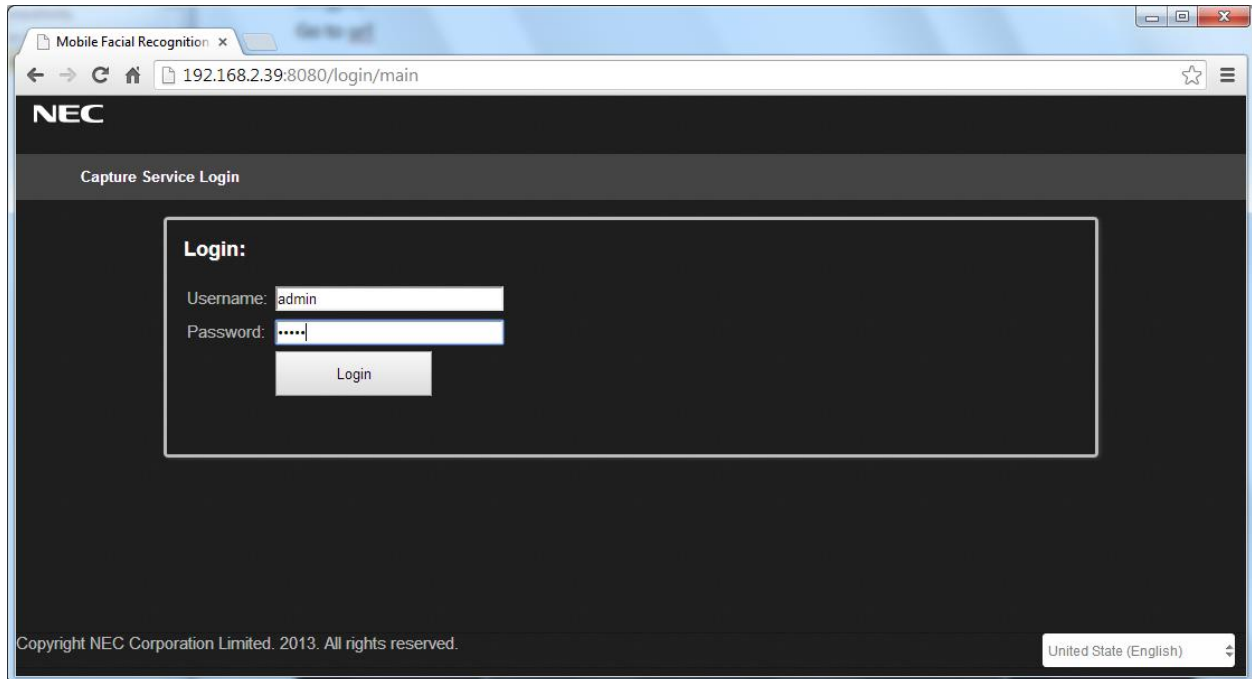 Mobile Facial Recognition
192.168.2.39:8080/login/main
NEC
Capture Service Login
Login:
Username: admin
Password: •••••
Login
Copyright NEC Corporation Limited. 2013. All rights reserved.
United State (English)